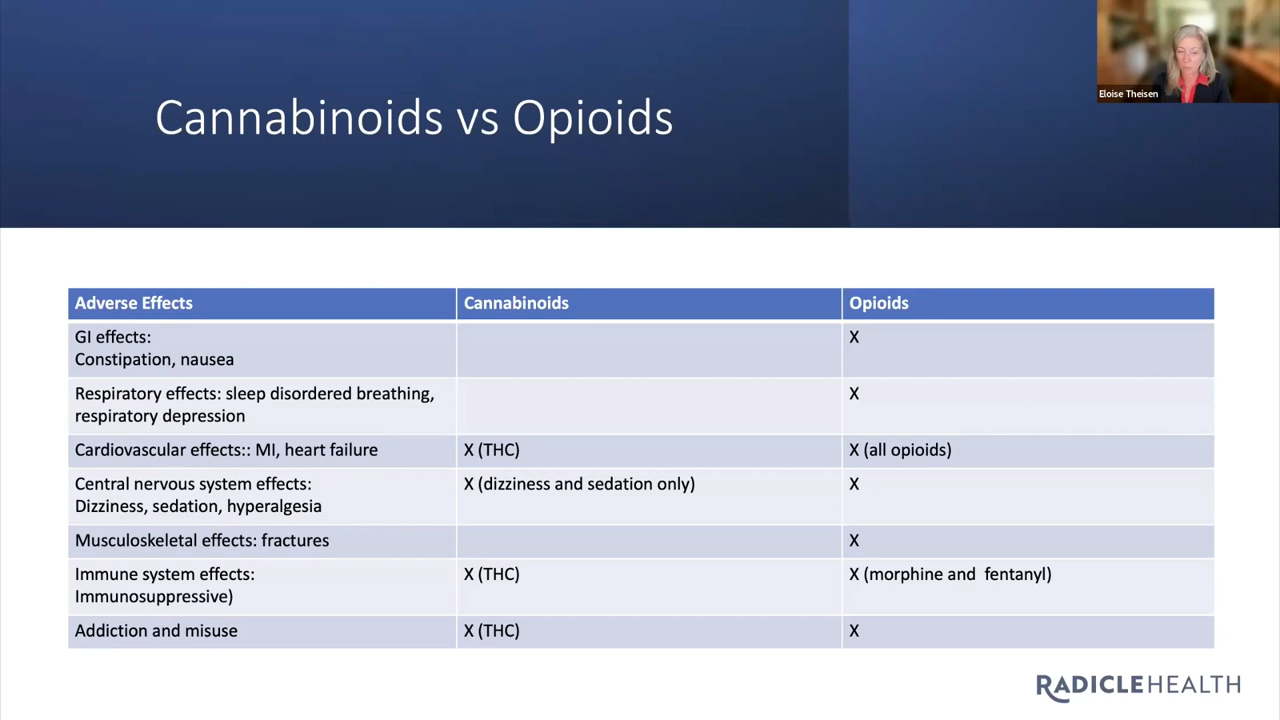 Eloise Theisen
Cannabinoids vs Opioids
Adverse Effects Cannabinoids Opioids
GI effects: X
Constipation, nausea
Respiratory effects: sleep disordered breathing, X
respiratory depression
Cardiovascular effects:: MI, heart failure X (THC) X (all opioids)
Central nervous system effects: X (dizziness and sedation only) X
Dizziness, sedation, hyperalgesia
Musculoskeletal effects: fractures X
Immune system effects: X (THC) X (morphine and fentanyl)
Immunosuppressive)
Addiction and misuse X (THC) X
RADICLEHEALTH